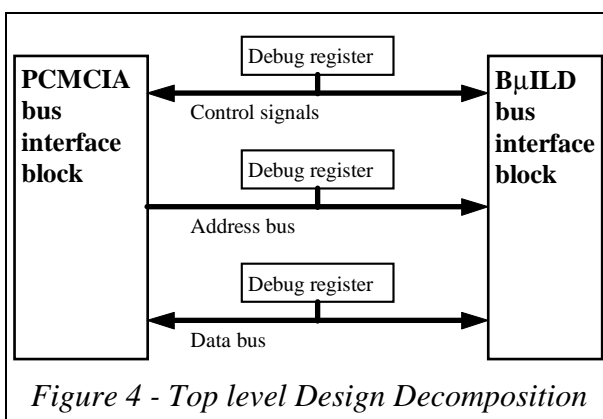 Debug register
PCMCIA
bus
interface
block
BµILD
bus
interface
block
Control signals
Debug register
Address bus
Debug register
Data bus
Figure 4 - Top level Design Decomposition